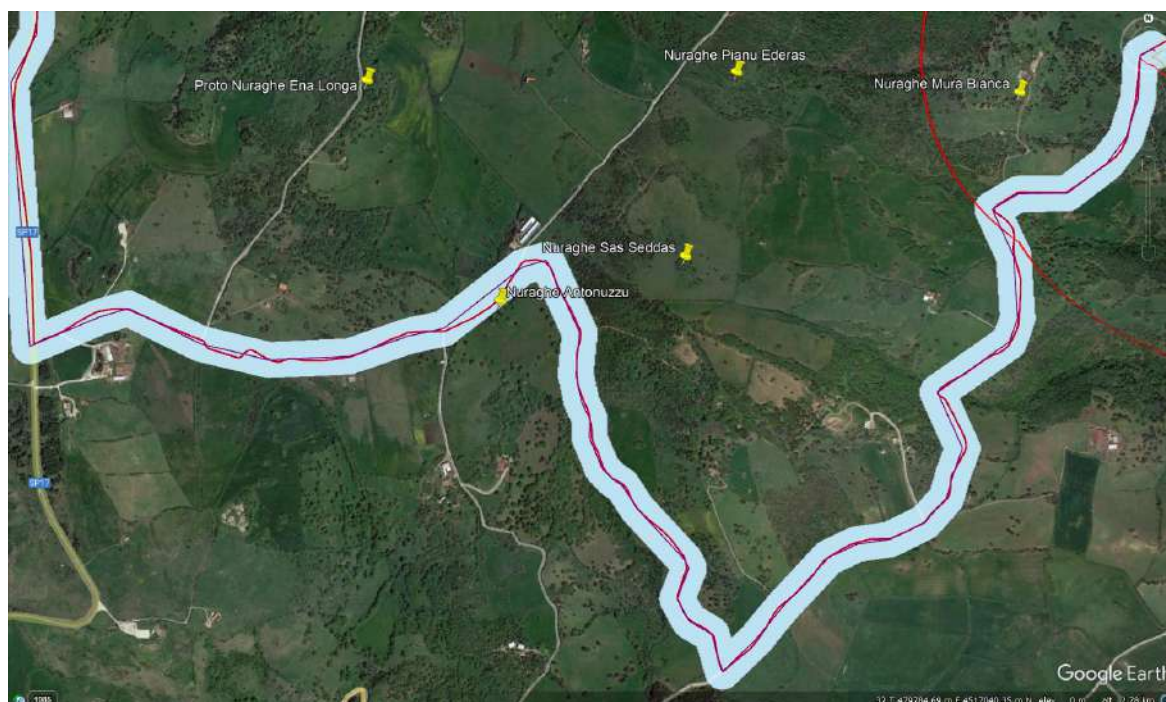 N
Nuraghe Pianu Ederas
Proto Nuraghe Ena Longa
Nuraghe Mura Bianca
SP17
Nuraghe Sas Seddas
Nuraghe Antonuzzu
SP17
Google Earth
1985